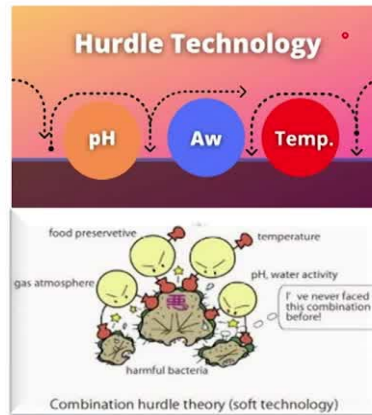 Hurdle Technology
pH
Aw
Temp.
food preservetive
temperature
gas atmosphere
pH, water activity
悪
I' ve never faced
this combination
before!
harmful bacteria
Combination hurdle theory (soft technology)